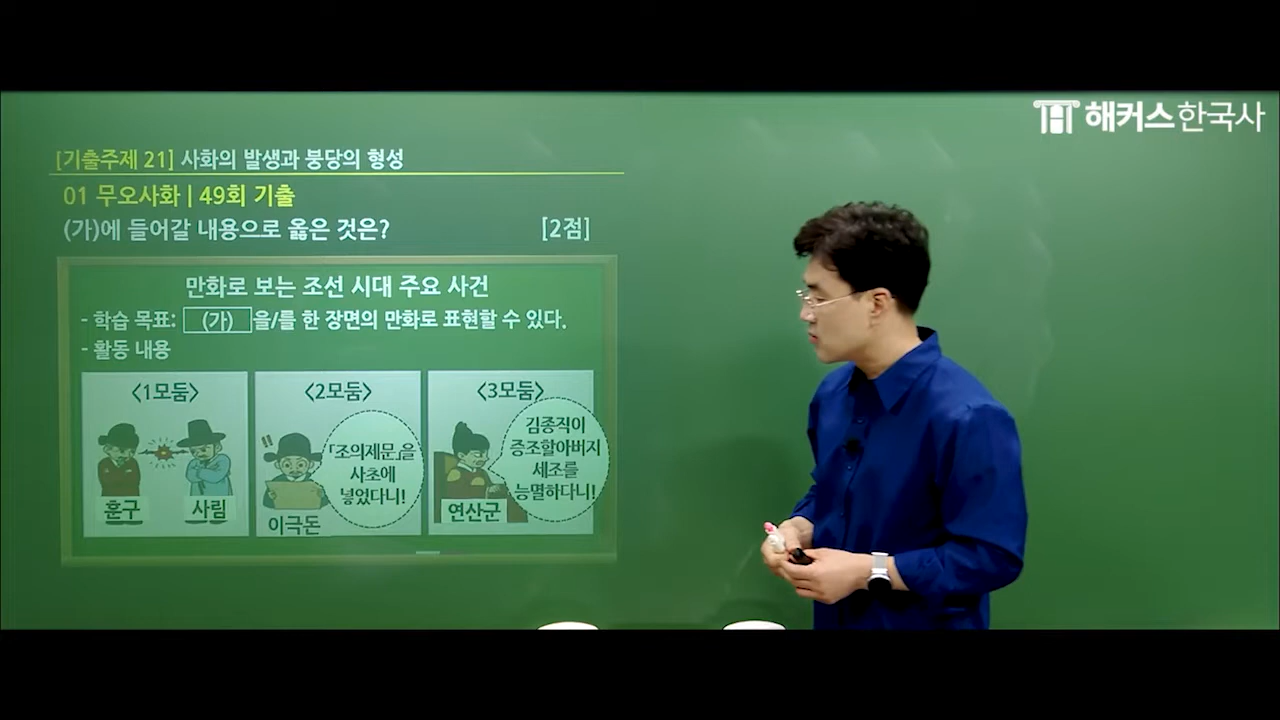 해커스한국사
[기출주제 21] 사화의 발생과 붕당의 형성
01 무오사화 | 49회 기출
(가)에 들어갈 내용으로 옳은 것은? [2점]
만화로 보는 조선 시대 주요 사건
- 학습 목표: (가) 을/를 한 장면의 만화로 표현할 수 있다.
- 활동 내용
<1모둠>
훈구 사림
<2모둠>
!!
「조의제문」을
사초에
넣었다니!
이극돈
<3모둠>
김종직이
증조할아버지
세조를
능멸하다니!
연산군